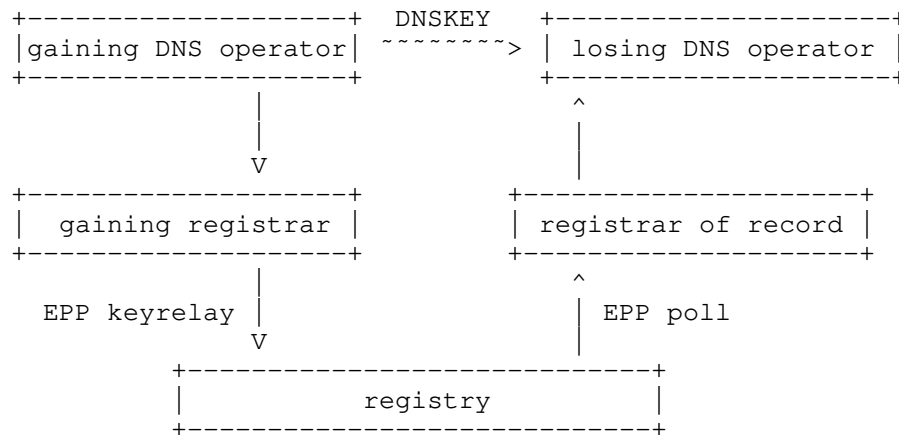 DNSKEY
gaining DNS operator ~~~~~~~~> losing DNS operator
gaining registrar registrar of record
EPP keyrelay EPP poll
registry